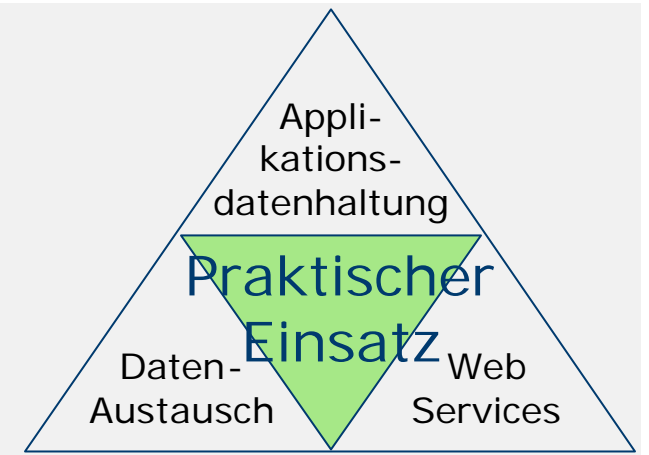 Appli-
kations-
datenhaltung
Praktischer
Einsatz
Daten-
Austausch
Web
Services